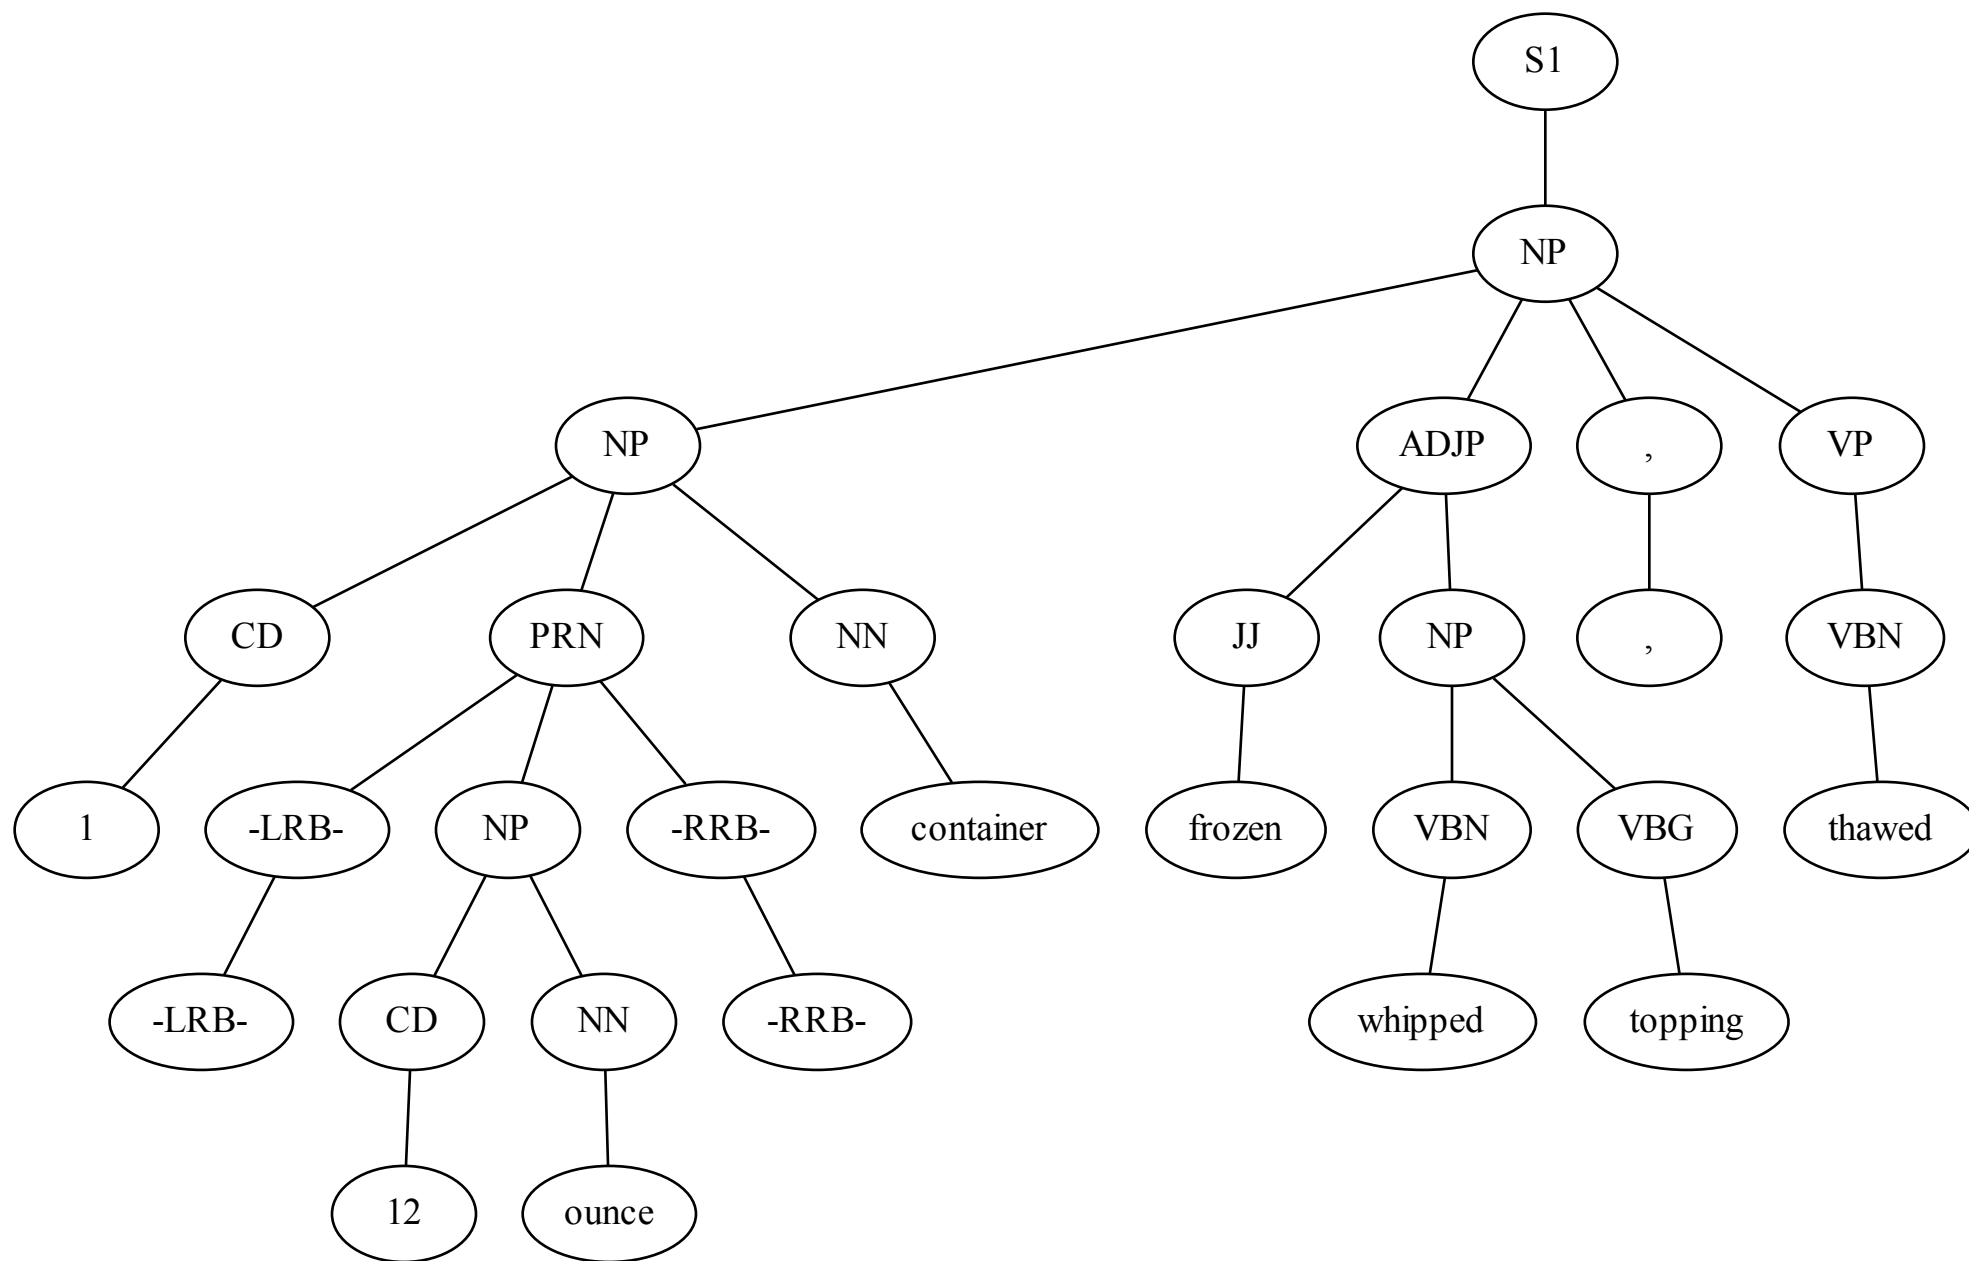 S1
NP
NP ADJP , VP
CD PRN NN JJ NP , VBN
1 -LRB- NP -RRB- container frozen VBN VBG thawed
-LRB- CD NN -RRB- whipped topping
12 ounce